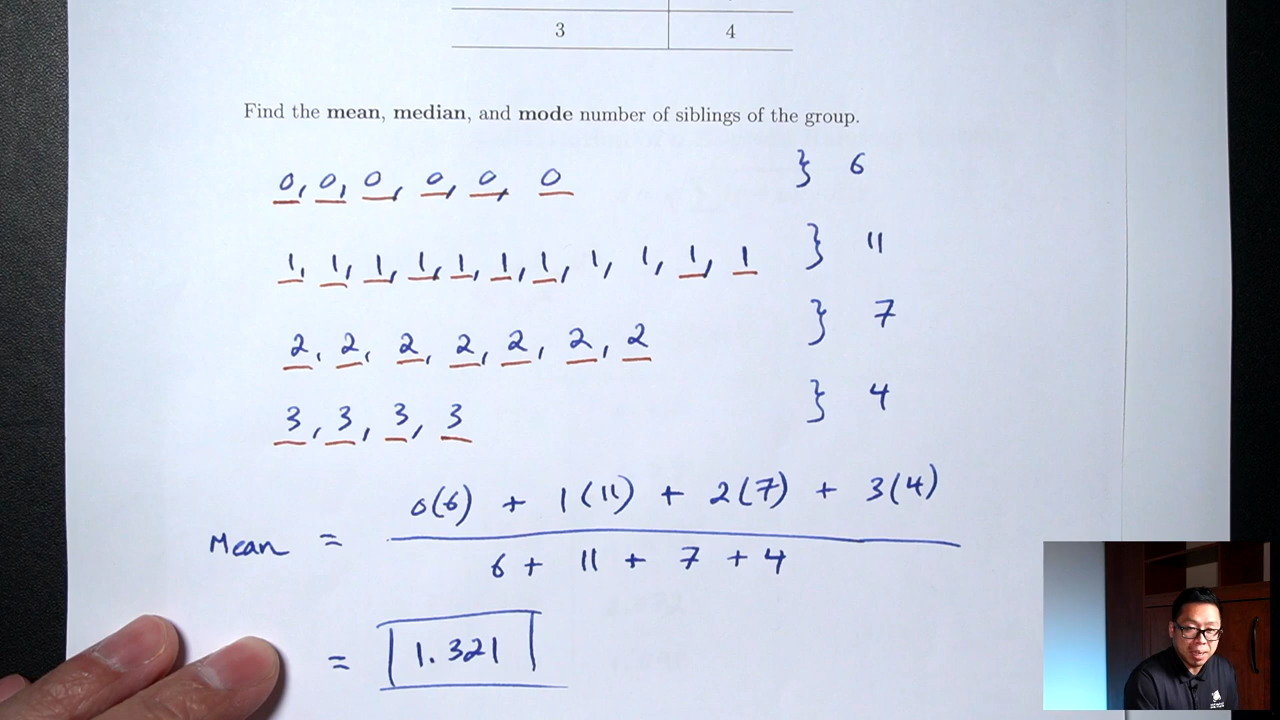 3 4
Find the mean, median, and mode number of siblings of the group.
0, 0, 0, 0, 0, 0 } 6
1, 1, 1, 1, 1, 1, 1, 1, 1, 1, 1 } 11
2, 2, 2, 2, 2, 2, 2 } 7
3, 3, 3, 3 } 4
Mean = 0(6) + 1(11) + 2(7) + 3(4)
6 + 11 + 7 + 4
= 1.321